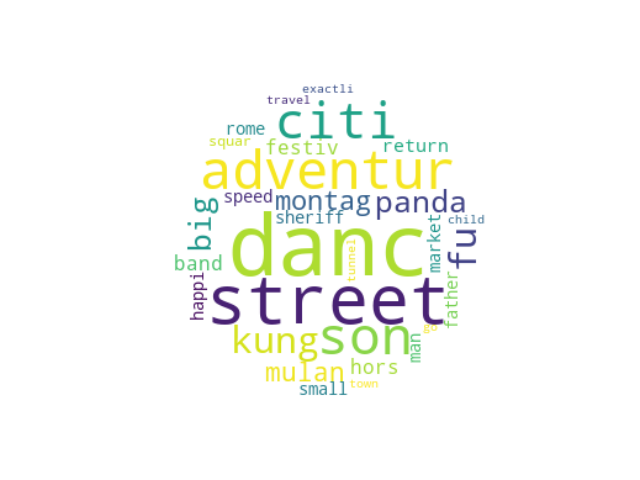 exactli
travel
citi
rome
squar
festiv
return
adventur
speed
montag
panda
big
sheriff
child
danc
market
fu
band
tunnel
happi
street
father
kung
son
go
man
mulan
hors
small
town